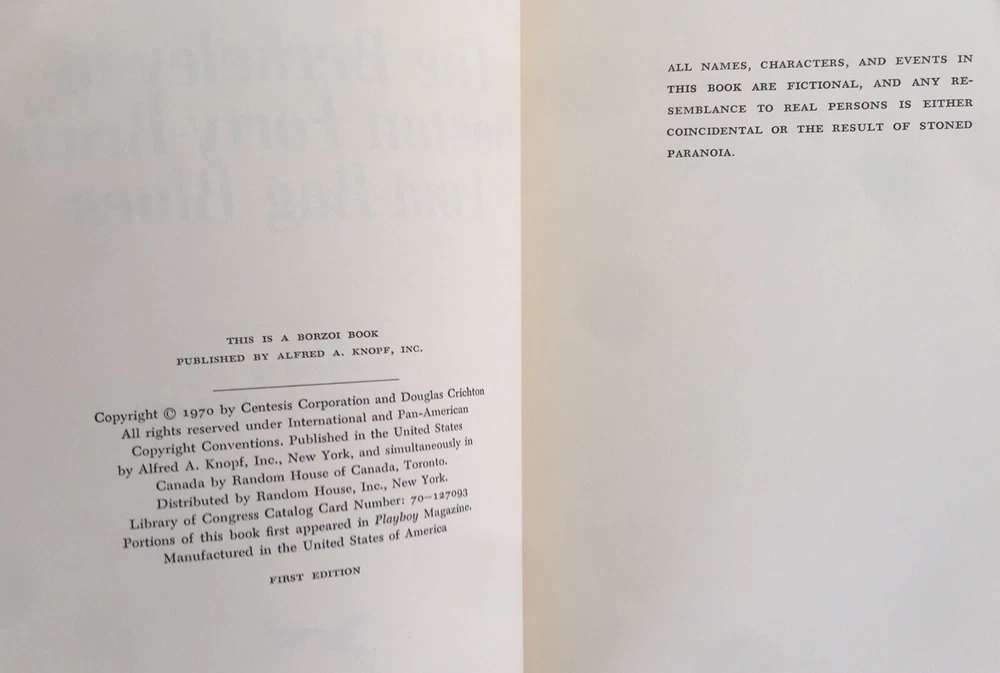 THIS IS A BORZOI BOOK
PUBLISHED BY ALFRED A. KNOPF, INC.
Copyright © 1970 by Centesis Corporation and Douglas Crichton
All rights reserved under International and Pan-American
Copyright Conventions. Published in the United States
by Alfred A. Knopf, Inc., New York, and simultaneously in
Canada by Random House of Canada, Toronto.
Distributed by Random House, Inc., New York.
Library of Congress Catalog Card Number: 70–127093
Portions of this book first appeared in Playboy Magazine.
Manufactured in the United States of America
FIRST EDITION
ALL NAMES, CHARACTERS, AND EVENTS IN
THIS BOOK ARE FICTIONAL, AND ANY RE-
SEMBLANCE TO REAL PERSONS IS EITHER
COINCIDENTAL OR THE RESULT OF STONED
PARANOIA.